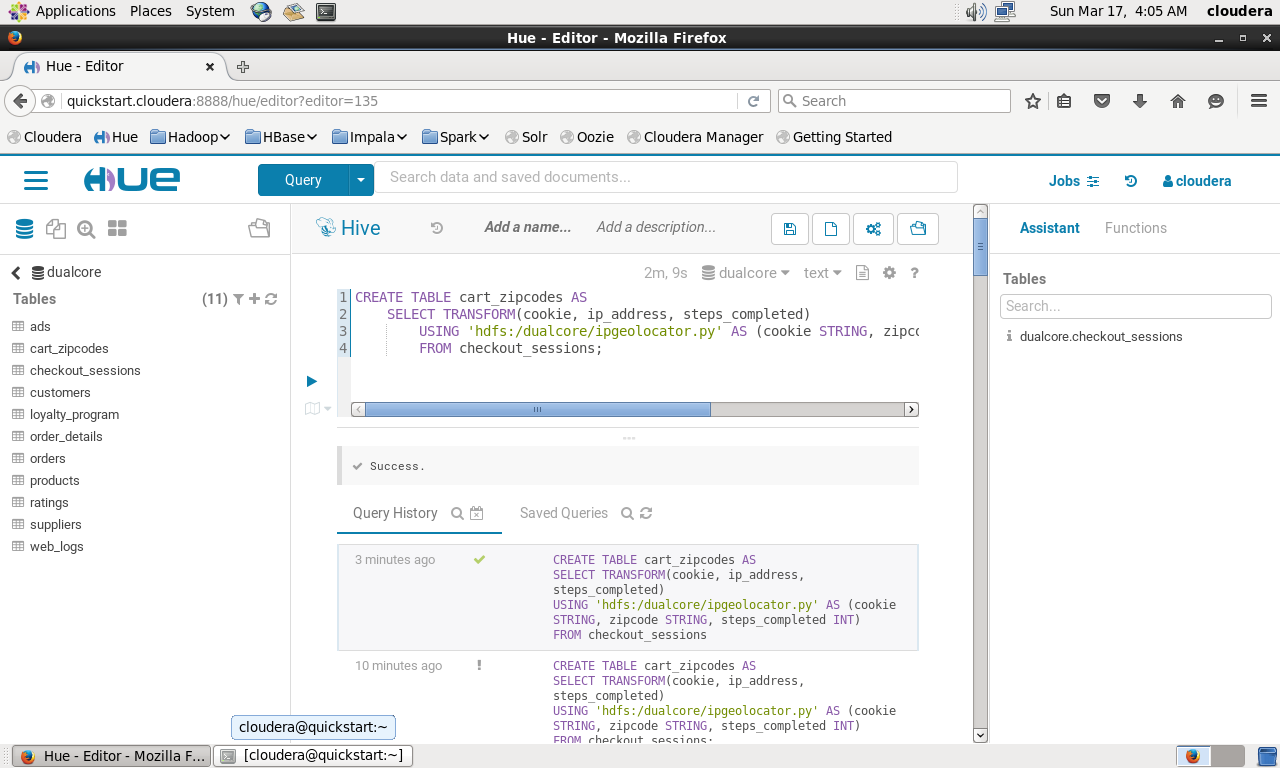 Applications Places System Sun Mar 17, 4:05 AM cloudera
Hue - Editor - Mozilla Firefox
Hue - Editor
quickstart.cloudera:8888/hue/editor?editor=135 Search
Cloudera Hue Hadoop HBase Impala Spark Solr Oozie Cloudera Manager Getting Started
HUE Query Search data and saved documents... Jobs cloudera
Hive Add a name... Add a description... Assistant Functions
dualcore 2m, 9s dualcore text ?
Tables (11)
ads
cart_zipcodes
checkout_sessions
customers
loyalty_program
order_details
orders
products
ratings
suppliers
web_logs
1 CREATE TABLE cart_zipcodes AS
2 SELECT TRANSFORM(cookie, ip_address, steps_completed)
3 USING 'hdfs:/dualcore/ipgeolocator.py' AS (cookie STRING, zipc
4 FROM checkout_sessions;
Success.
Query History Saved Queries
3 minutes ago CREATE TABLE cart_zipcodes AS
SELECT TRANSFORM(cookie, ip_address,
steps_completed)
USING 'hdfs:/dualcore/ipgeolocator.py' AS (cookie
STRING, zipcode STRING, steps_completed INT)
FROM checkout_sessions
10 minutes ago ! CREATE TABLE cart_zipcodes AS
SELECT TRANSFORM(cookie, ip_address,
steps_completed)
USING 'hdfs:/dualcore/ipgeolocator.py' AS (cookie
STRING, zipcode STRING, steps_completed INT)
FROM checkout_sessions;
Tables
Search...
dualcore.checkout_sessions
cloudera@quickstart:~
Hue - Editor - Mozilla F... [cloudera@quickstart:~]